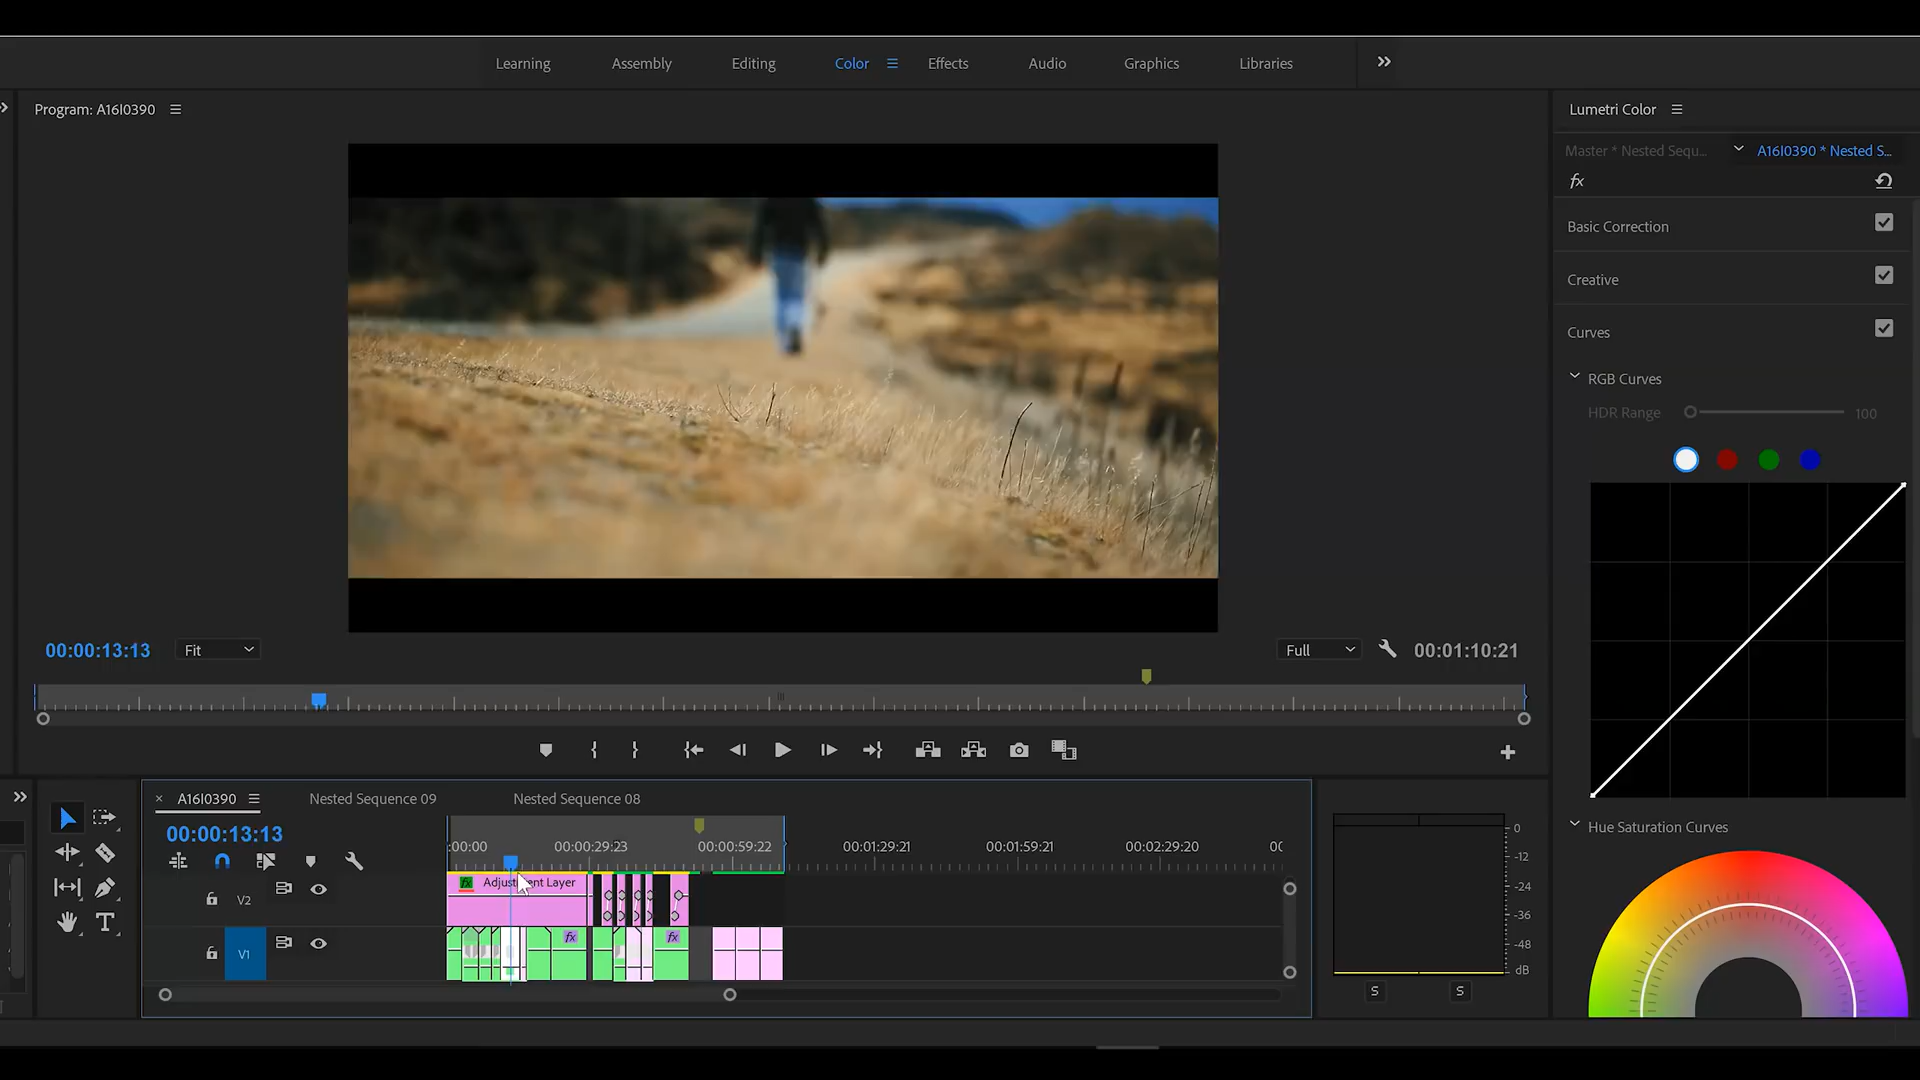 Learning Assembly Editing Color Effects Audio Graphics Libraries
Program: A16I0390
Lumetri Color
Master * Nested Sequ... A16I0390 * Nested S...
fx
Basic Correction
Creative
Curves
RGB Curves
HDR Range 100
00:00:13:13 Fit Full 00:01:10:21
A16I0390 Nested Sequence 09 Nested Sequence 08
00:00:13:13
:00:00 00:00:29:23 00:00:59:22 00:01:29:21 00:01:59:21 00:02:29:20 00
fx Adjustment Layer
V2
V1
fx fx
0
-12
-24
-36
-48
dB
S S
Hue Saturation Curves